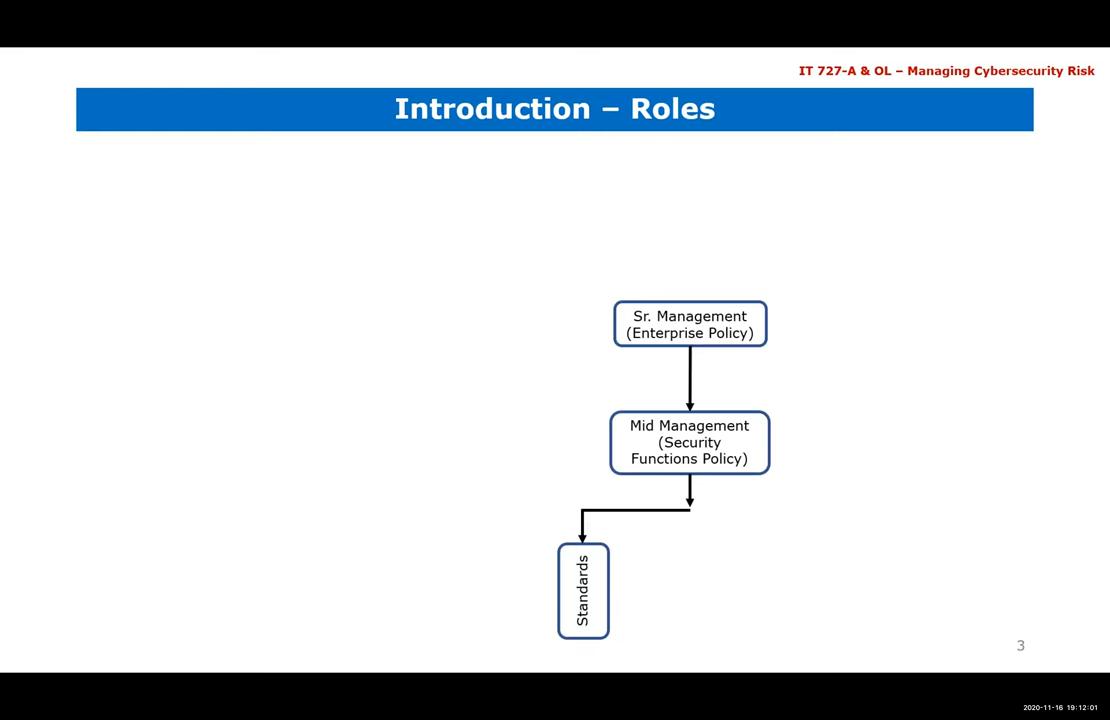 IT 727-A & OL – Managing Cybersecurity Risk
Introduction – Roles
Sr. Management
(Enterprise Policy)
Mid Management
(Security
Functions Policy)
Standards
3
2020-11-16 19:12:01